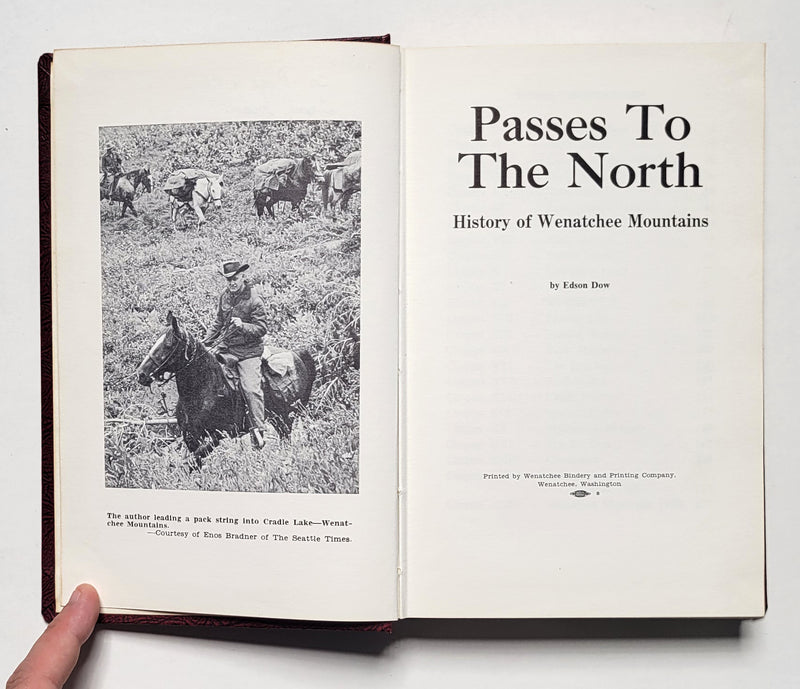 The author leading a pack string into Cradle Lake—Wenat-
chee Mountains.
—Courtesy of Enos Bradner of The Seattle Times.
Passes To
The North
History of Wenatchee Mountains
by Edson Dow
Printed by Wenatchee Bindery and Printing Company,
Wenatchee, Washington